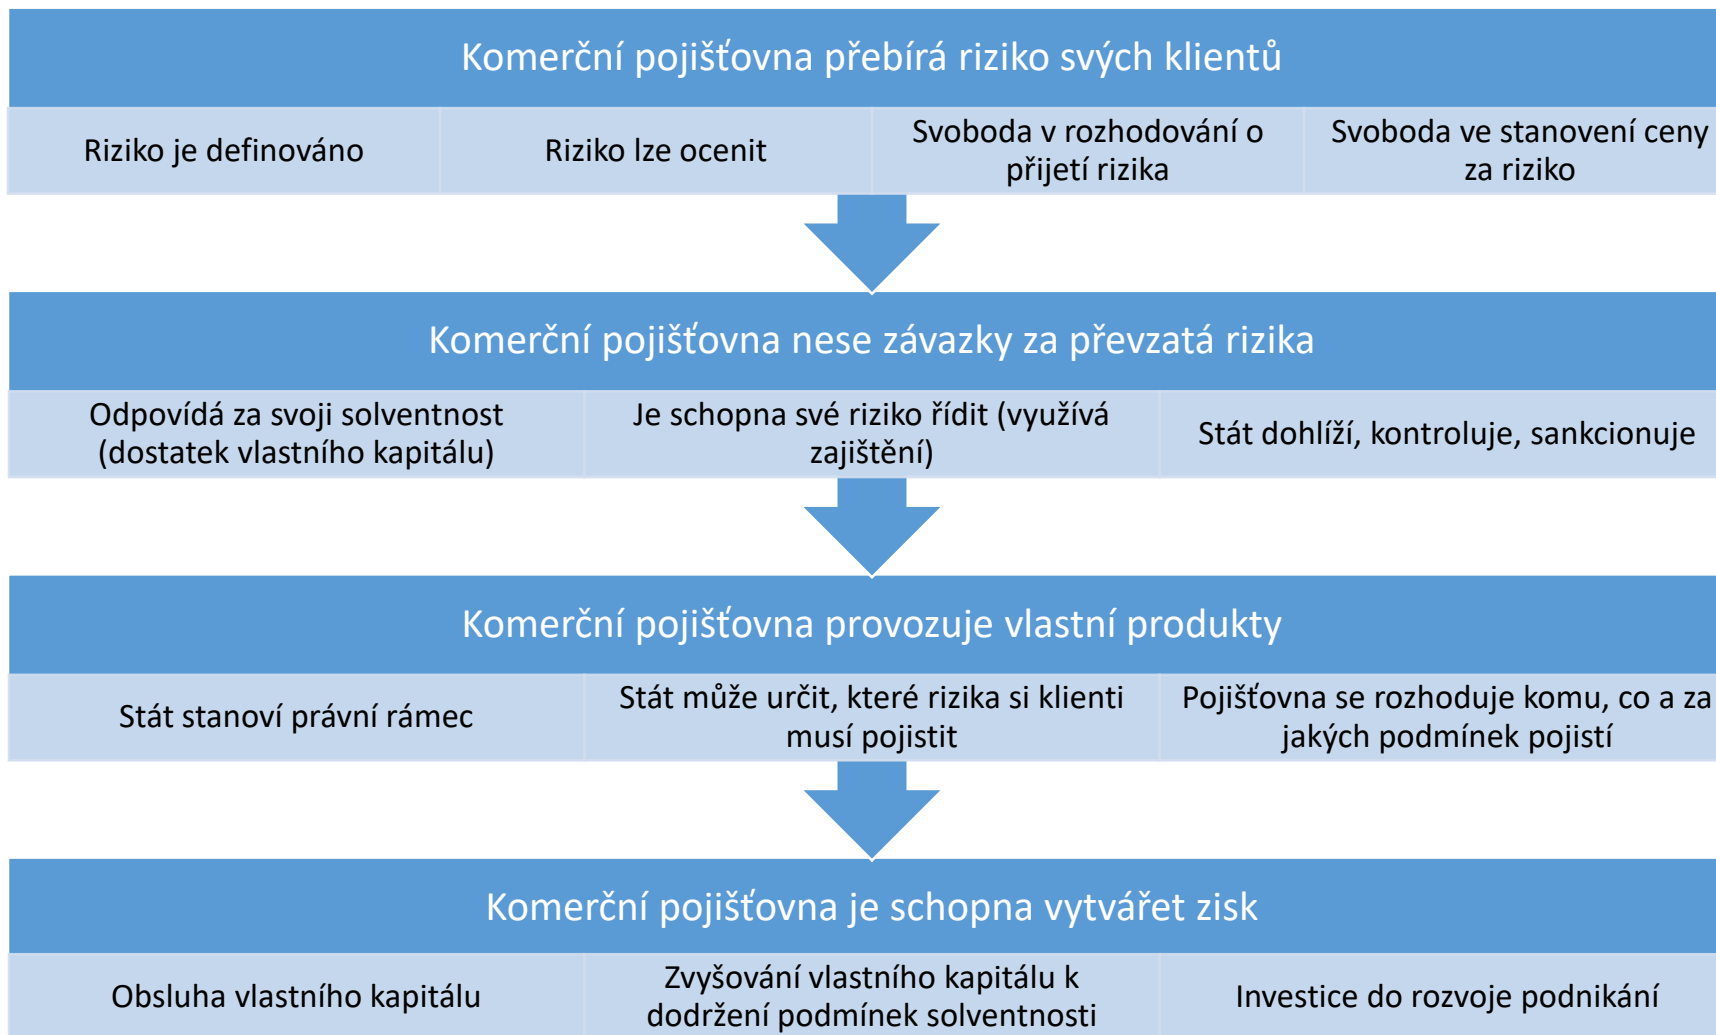 Komerční pojišťovna přebírá riziko svých klientů
Riziko je definováno
Riziko lze ocenit
Svoboda v rozhodování o
přijetí rizika
Svoboda ve stanovení ceny
za riziko
Komerční pojišťovna nese závazky za převzatá rizika
Odpovídá za svoji solventnost
(dostatek vlastního kapitálu)
Je schopna své riziko řídit (využívá
zajištění)
Stát dohlíží, kontroluje, sankcionuje
Komerční pojišťovna provozuje vlastní produkty
Stát stanoví právní rámec
Stát může určit, které rizika si klienti
musí pojistit
Pojišťovna se rozhoduje komu, co a za
jakých podmínek pojistí
Komerční pojišťovna je schopna vytvářet zisk
Obsluha vlastního kapitálu
Zvyšování vlastního kapitálu k
dodržení podmínek solventnosti
Investice do rozvoje podnikání